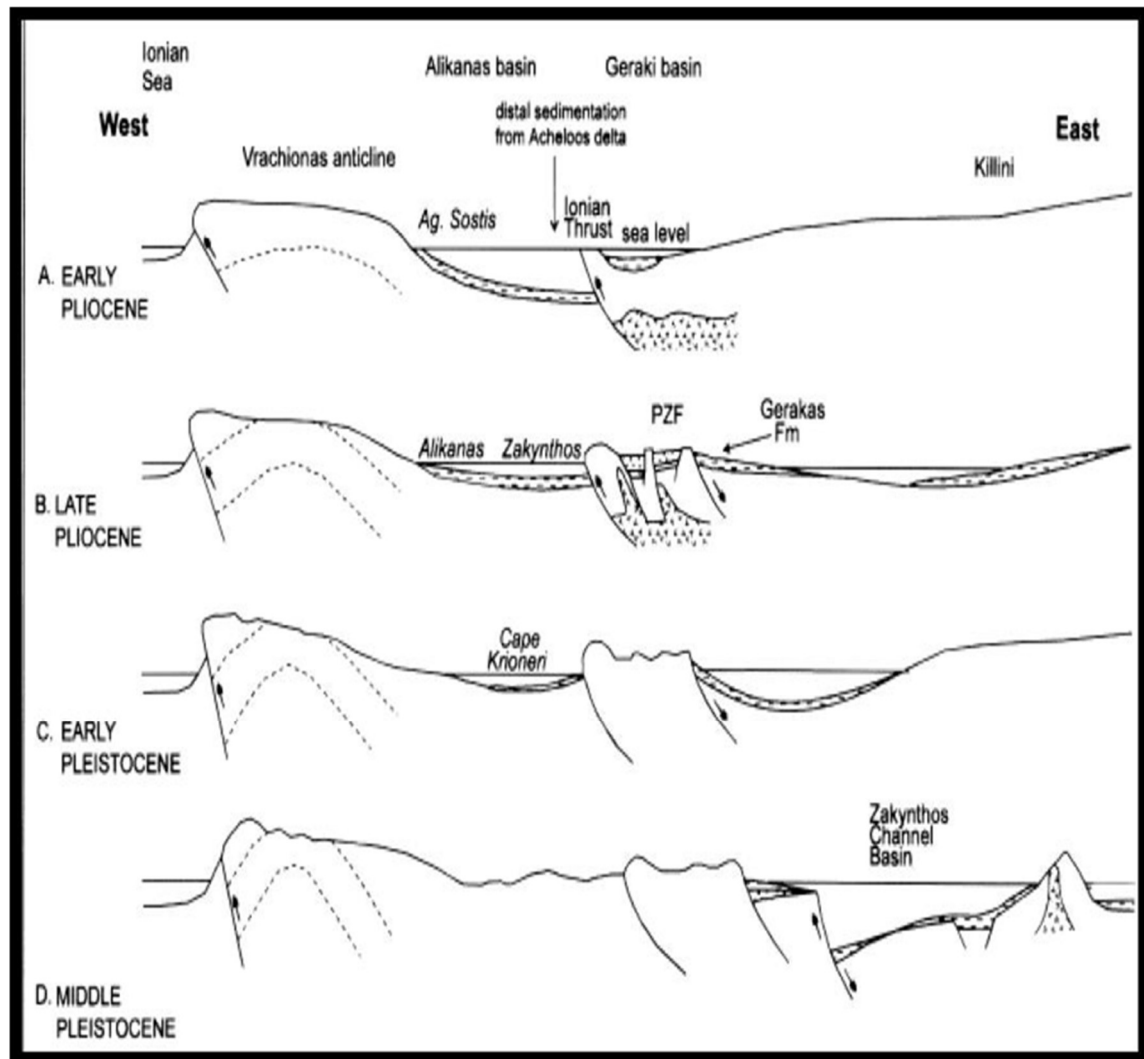 Ionian
Sea
Alikanas basin
Geraki basin
West
distal sedimentation
from Acheloos delta
East
Vrachionas anticline
Killini
Ag. Sostis
Ionian
Thrust
sea level
A. EARLY
PLIOCENE
PZF
Gerakas
Fm
Alikanas
Zakynthos
B. LATE
PLIOCENE
Cape
Krioneri
C. EARLY
PLEISTOCENE
Zakynthos
Channel
Basin
D. MIDDLE
PLEISTOCENE